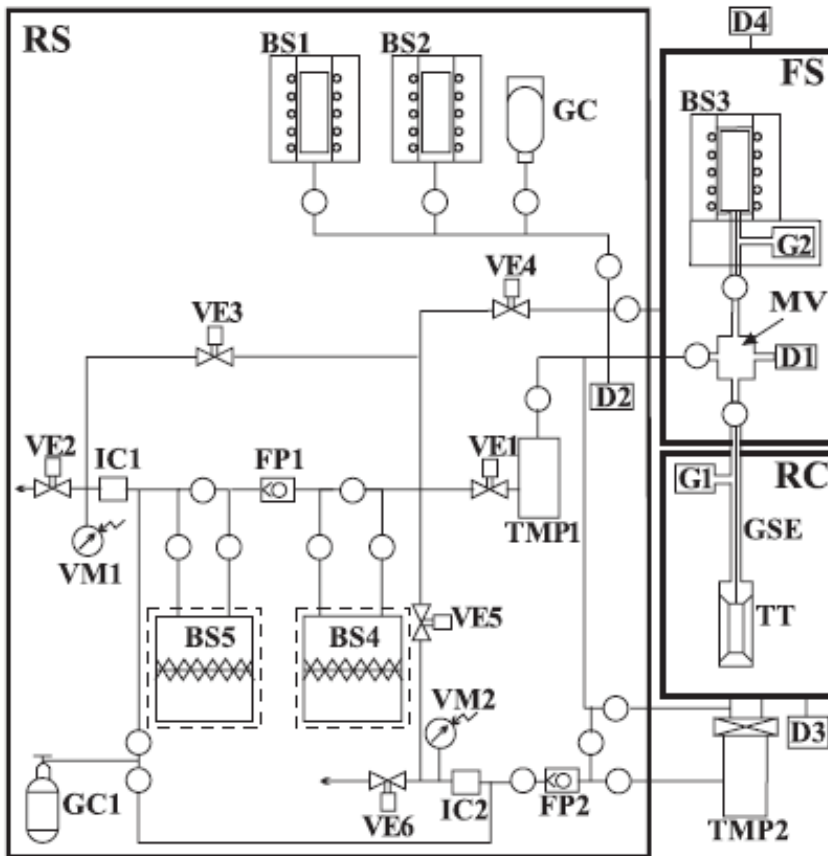 RS
D4
FS
BS1
BS2
GC
BS3
G2
VE4
MV
VE3
D1
D2
VE2
IC1
FP1
VE1
TMP1
G1
RC
GSE
VM1
TT
BS5
BS4
VE5
VM2
D3
GC1
VE6
IC2
FP2
TMP2